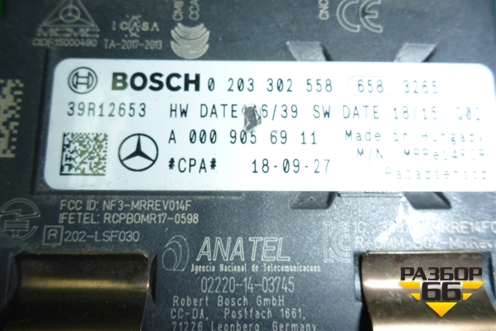 ICASA
CIDF15000490 TA-2017-2013
BOSCH 0 203 302 558 658 3265
39R12653 HW DATE 16/39 SW DATE 18/15
A 000 905 69 11 Made in Hungary
#CPA# 18-09-27 Radarsensor
FCC ID: NF3-MRREV014F
IFETEL: RCPBOMR17-0598
R 202-LSF030
ANATEL
Agência Nacional de Telecomunicações
02220-14-03745
Robert Bosch GmbH
CC-DA, Postfach 1661,
71226 Leonberg, Germany
РАЗБОР
66